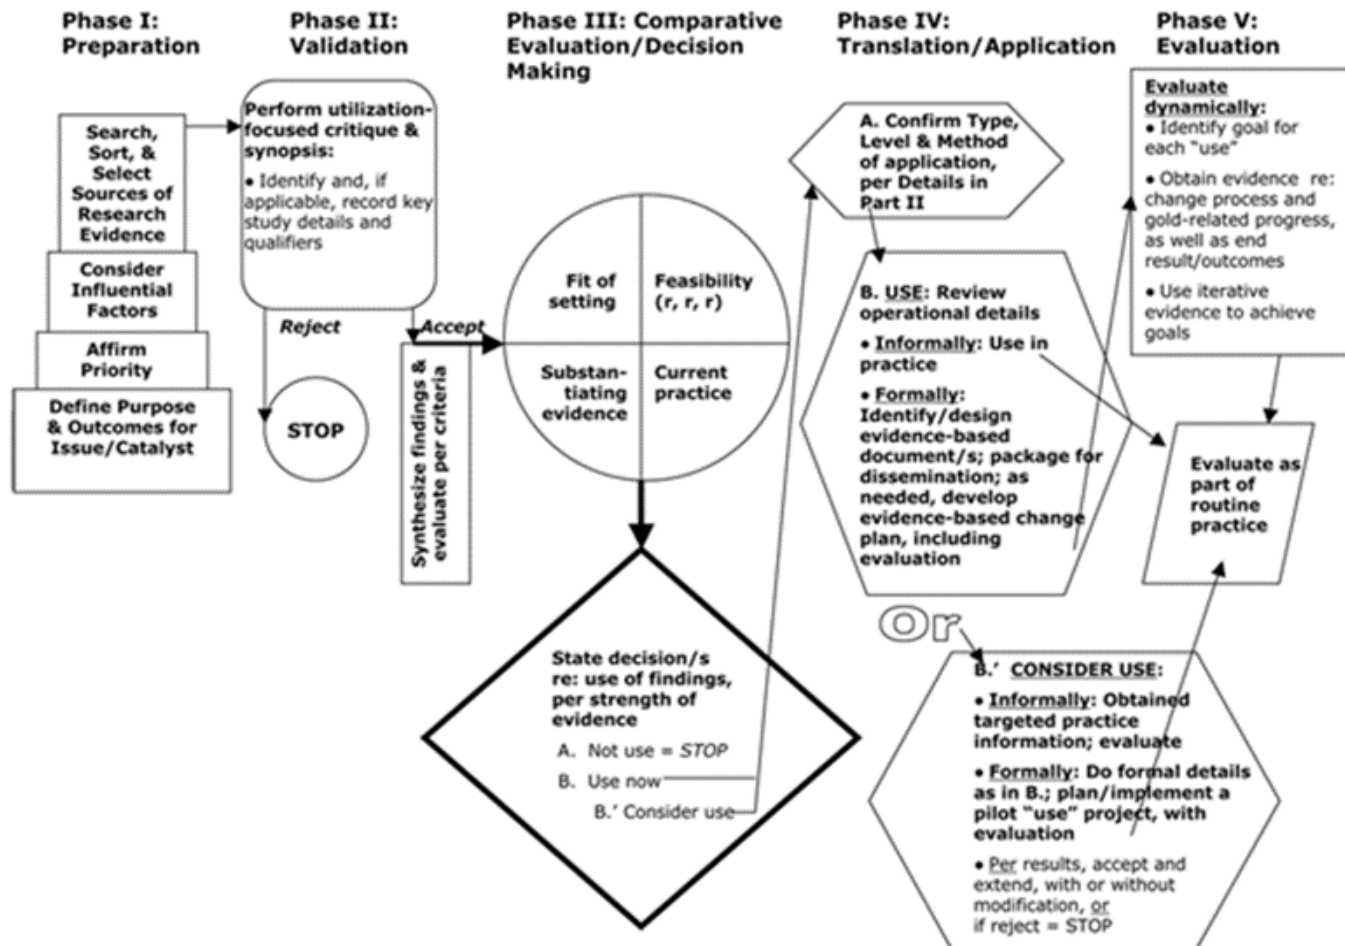 Phase I:
Preparation
Phase II:
Validation
Phase III: Comparative
Evaluation/Decision
Making
Phase IV:
Translation/Application
Phase V:
Evaluation
Search,
Sort, &
Select
Sources of
Research
Evidence
Consider
Influential
Factors
Affirm
Priority
Define Purpose
& Outcomes for
Issue/Catalyst
Perform utilization-
focused critique &
synopsis:
• Identify and, if
applicable, record key
study details and
qualifiers
Reject
Accept
STOP
Synthesize findings &
evaluate per criteria
Fit of
setting
Feasibility
(r, r, r)
Substan-
tiating
evidence
Current
practice
State decision/s
re: use of findings,
per strength of
evidence
A. Not use = STOP
B. Use now
B.' Consider use
A. Confirm Type,
Level & Method
of application,
per Details in
Part II
B. USE: Review
operational details
• Informally: Use in
practice
• Formally:
Identify/design
evidence-based
document/s; package for
dissemination; as
needed, develop
evidence-based change
plan, including
evaluation
Or
B.' CONSIDER USE:
• Informally: Obtained
targeted practice
information; evaluate
• Formally: Do formal details
as in B.; plan/implement a
pilot "use" project, with
evaluation
• Per results, accept and
extend, with or without
modification, or
if reject = STOP
Evaluate
dynamically:
• Identify goal for
each "use"
• Obtain evidence re:
change process and
gold-related progress,
as well as end
result/outcomes
• Use iterative
evidence to achieve
goals
Evaluate as
part of
routine
practice